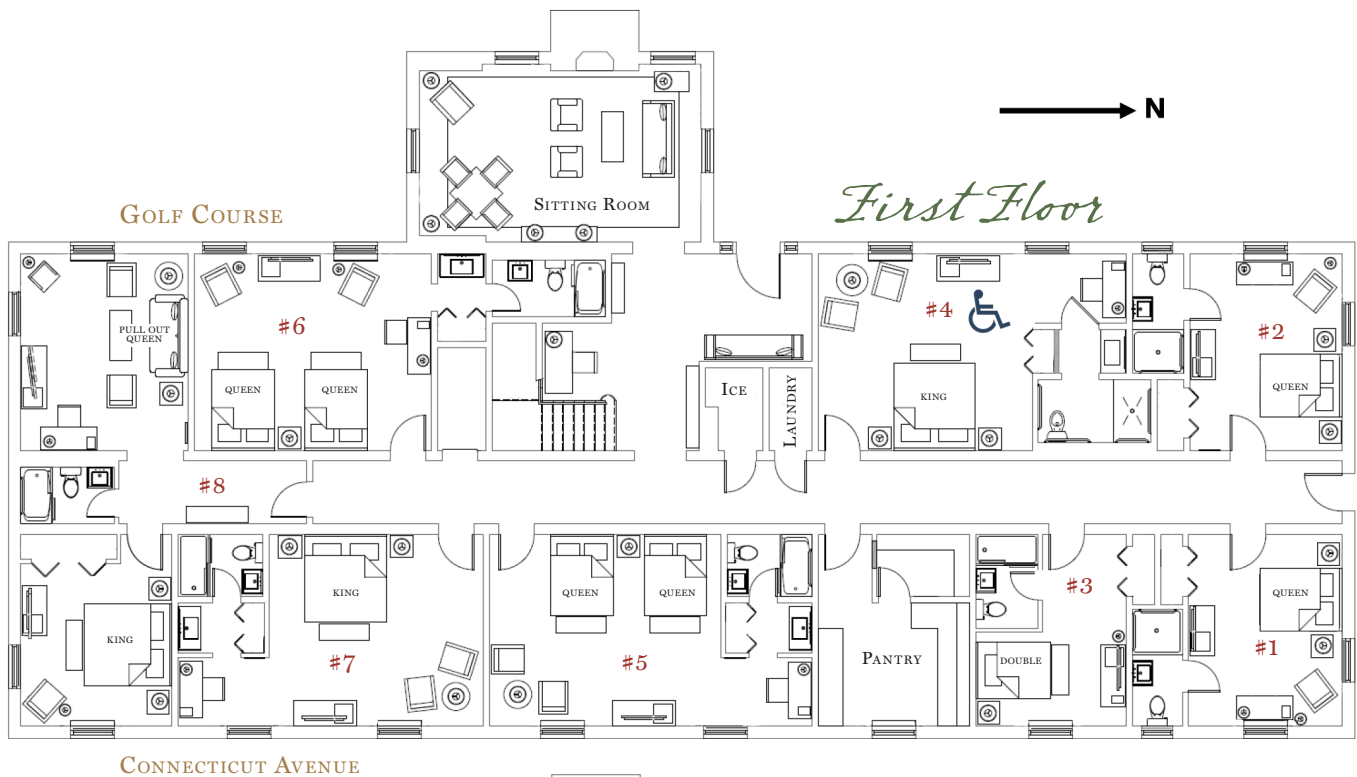 N
First Floor
Golf Course
Sitting Room
#6
#4
#2
PULL OUT
QUEEN
QUEEN
QUEEN
Ice
Laundry
KING
QUEEN
#8
#7
#5
#3
#1
KING
KING
QUEEN
QUEEN
Pantry
DOUBLE
QUEEN
Connecticut Avenue